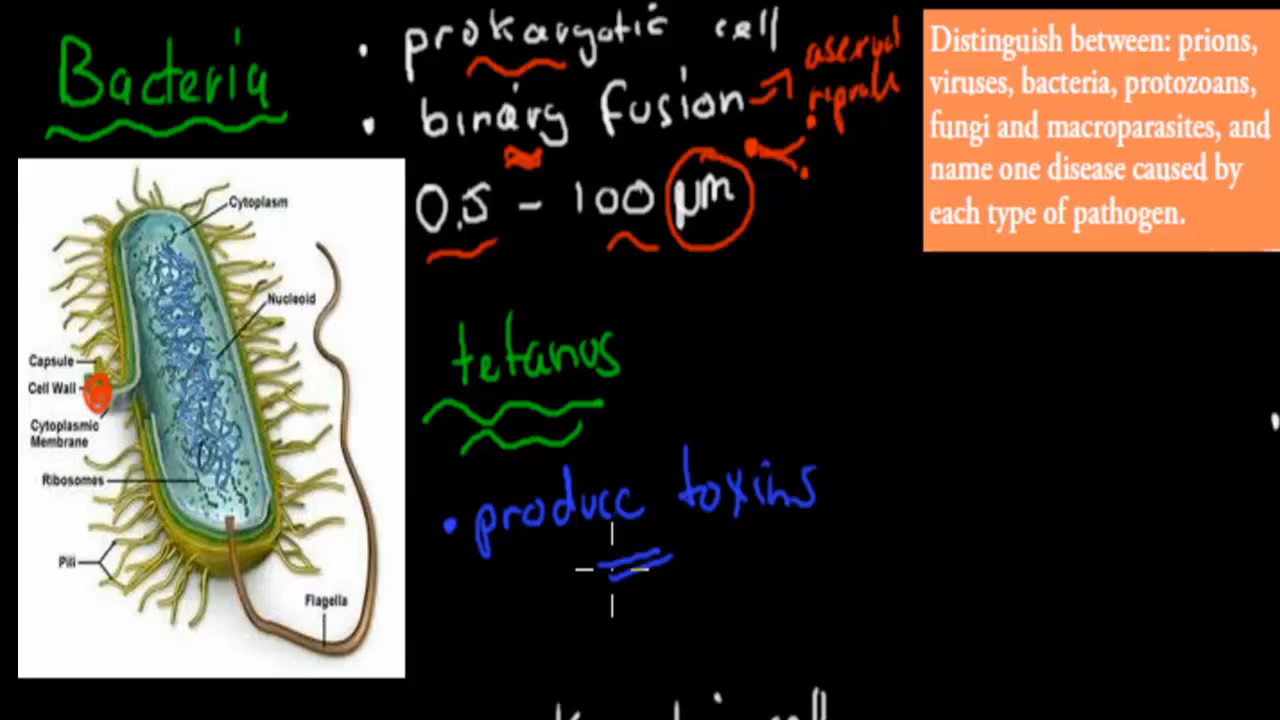 Bacteria
• prokaryotic cell
• binary fusion
asexual
0.5 - 100 μm
Distinguish between: prions,
viruses, bacteria, protozoans,
fungi and macroparasites, and
name one disease caused by
each type of pathogen.
Cytoplasm
Nucleoid
Capsule
Cell Wall
Cytoplasmic
Membrane
Ribosomes
Pili
Flagella
tetanus
• produce toxins
cell